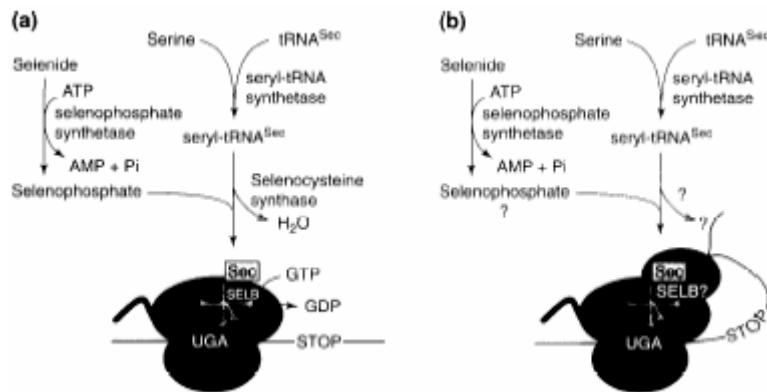 (a)
Serine
tRNASec
Selenide
ATP
selenophosphate
synthetase
seryl-tRNA
synthetase
seryl-tRNASec
AMP + Pi
Selenophosphate
Selenocysteine
synthase
H2O
Sec
GTP
SELB
GDP
UGA
STOP
(b)
Serine
tRNASec
Selenide
ATP
selenophosphate
synthetase
seryl-tRNA
synthetase
seryl-tRNASec
AMP + Pi
Selenophosphate
?
?
?
Sec
SELB?
UGA
STOP